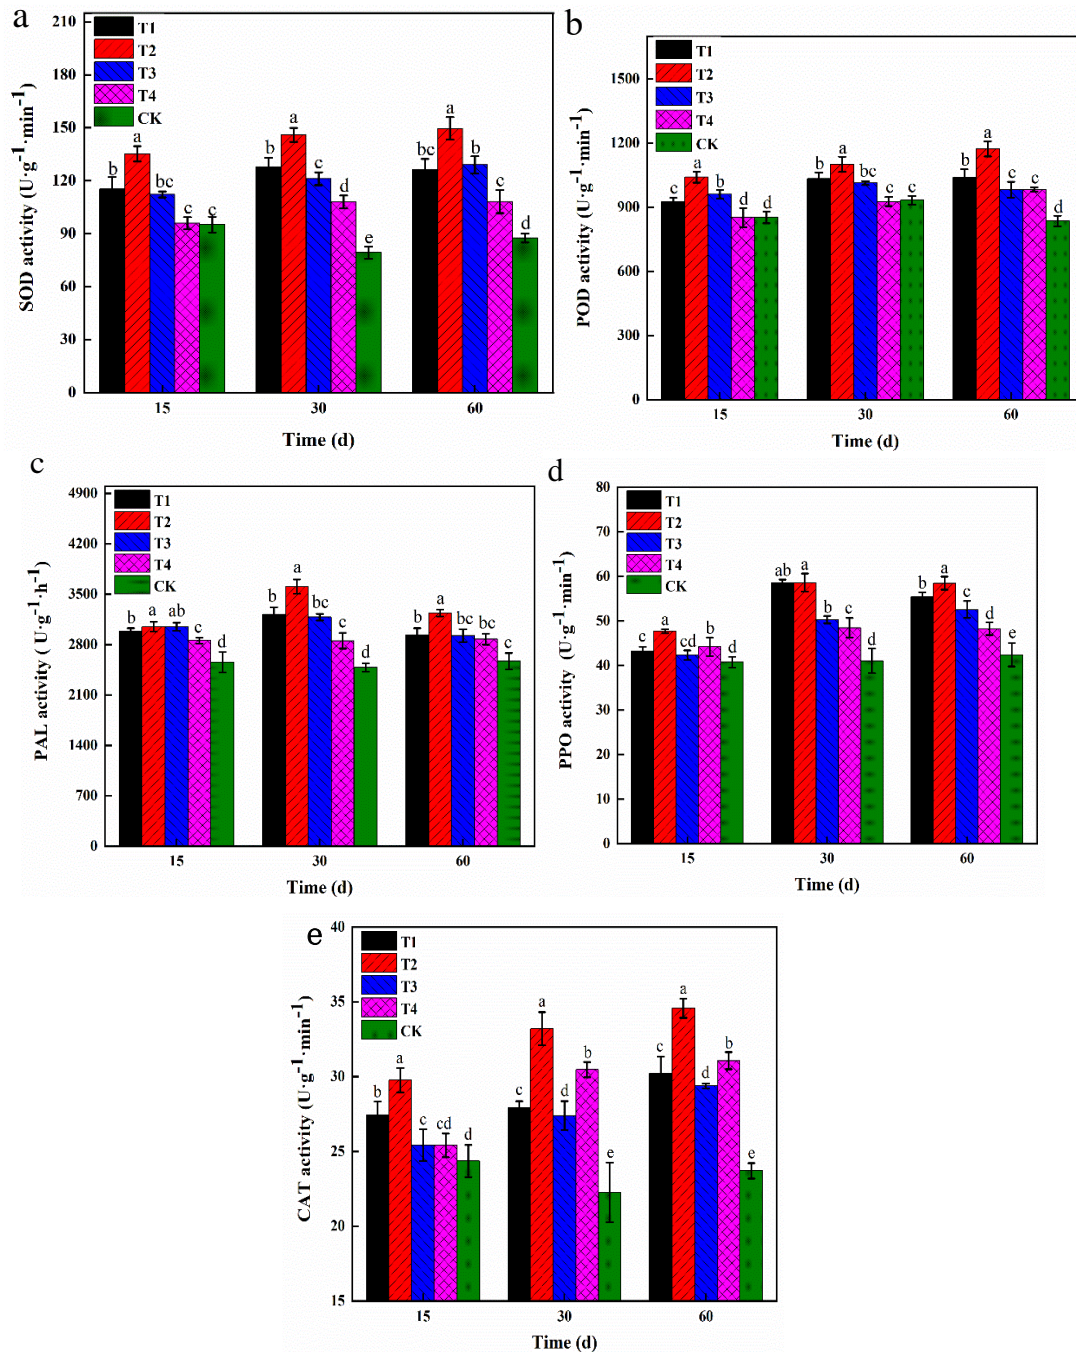 a
210
180
150
120
90
60
30
0
SOD activity (U·g⁻¹·min⁻¹)
T1
T2
T3
T4
CK
b a bc c c
b a c d e
b a b c d
15 30 60
Time (d)
b
1500
1200
900
600
300
0
POD activity (U·g⁻¹·min⁻¹)
T1
T2
T3
T4
CK
c a b d d
b a bc c c
b a c c d
15 30 60
Time (d)
c
4900
4200
3500
2800
2100
1400
700
0
PAL activity (U·g⁻¹·h⁻¹)
T1
T2
T3
T4
CK
b a ab c d
b a bc c d
b a bc bc c
15 30 60
Time (d)
d
80
70
60
50
40
30
20
10
0
PPO activity (U·g⁻¹·min⁻¹)
T1
T2
T3
T4
CK
c a cd b d
ab a b c d
b a c d e
15 30 60
Time (d)
e
40
35
30
25
20
15
CAT activity (U·g⁻¹·min⁻¹)
T1
T2
T3
T4
CK
b a c cd d
c a d b e
c a d b e
15 30 60
Time (d)